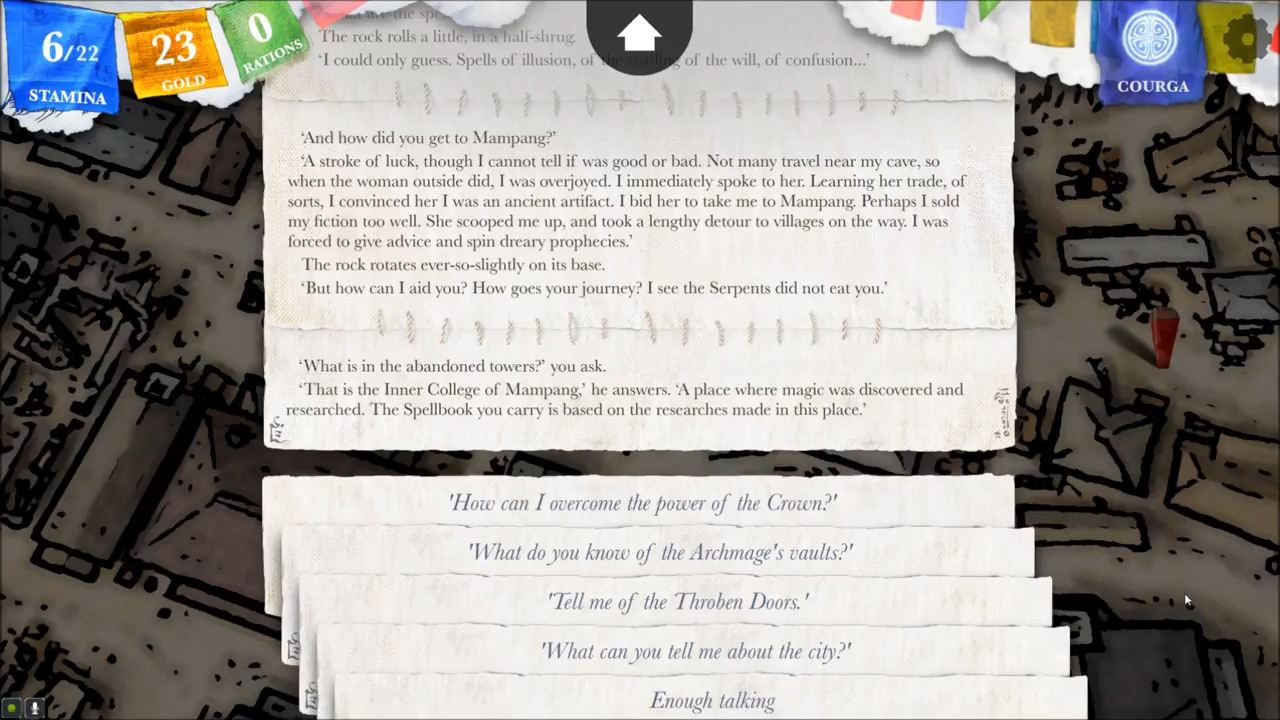 6/22
STAMINA
23
GOLD
0
RATIONS
COURGA
are the
The rock rolls a little, in a half-shrug.
'I could only guess. Spells of illusion, of the reading of the will, of confusion...'
'And how did you get to Mampang?'
'A stroke of luck, though I cannot tell if was good or bad. Not many travel near my cave, so
when the woman outside did, I was overjoyed. I immediately spoke to her. Learning her trade, of
sorts, I convinced her I was an ancient artifact. I bid her to take me to Mampang. Perhaps I sold
my fiction too well. She scooped me up, and took a lengthy detour to villages on the way. I was
forced to give advice and spin dreary prophecies.'
The rock rotates ever-so-slightly on its base.
'But how can I aid you? How goes your journey? I see the Serpents did not eat you.'
'What is in the abandoned towers?' you ask.
'That is the Inner College of Mampang,' he answers. 'A place where magic was discovered and
researched. The Spellbook you carry is based on the researches made in this place.'
'How can I overcome the power of the Crown?'
'What do you know of the Archmage's vaults?'
'Tell me of the Throben Doors.'
'What can you tell me about the city?'
Enough talking